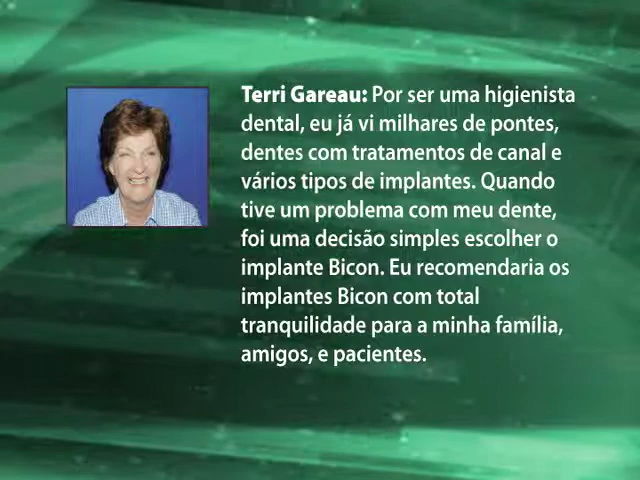 Terri Gareau: Por ser uma higienista
dental, eu já vi milhares de pontes,
dentes com tratamentos de canal e
vários tipos de implantes. Quando
tive um problema com meu dente,
foi uma decisão simples escolher o
implante Bicon. Eu recomendaria os
implantes Bicon com total
tranquilidade para a minha família,
amigos, e pacientes.